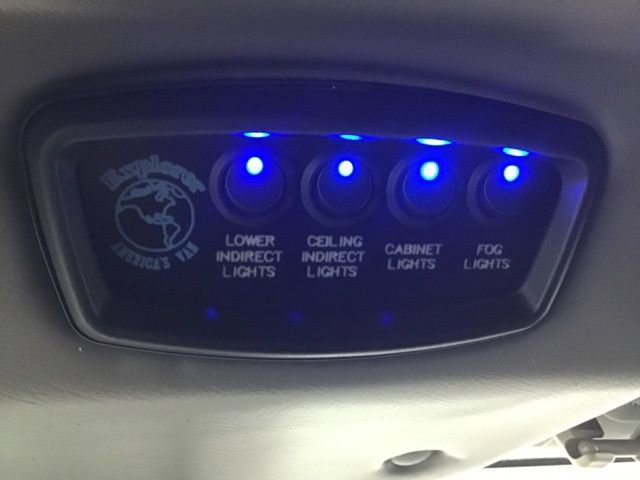 Explorer
AMERICA'S VAN
LOWER
INDIRECT
LIGHTS
CEILING
INDIRECT
LIGHTS
CABINET
LIGHTS
FOG
LIGHTS